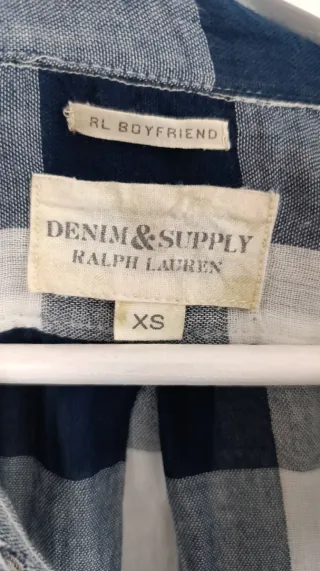 RL BOYFRIEND
DENIM&SUPPLY
RALPH LAUREN
XS